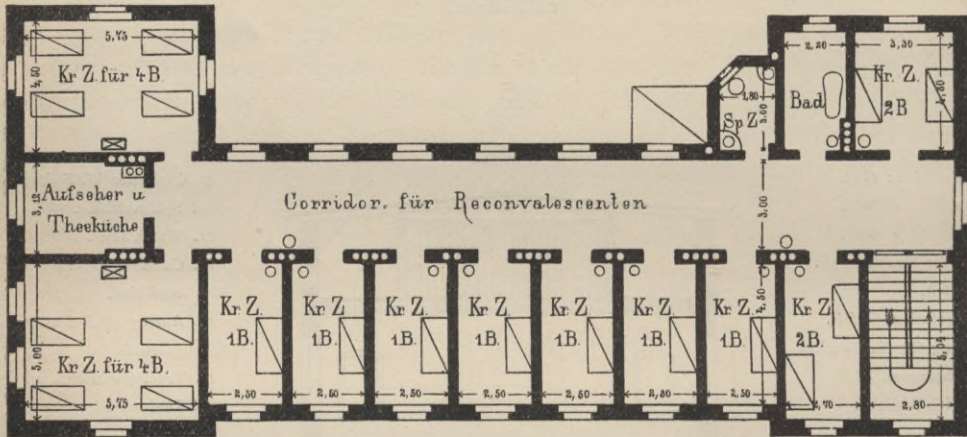 5,75
4,50
Kr Z. für 4 B.
Aufseher u
Theeküche
3,12
Corridor. für Reconvalescenten
Sp Z
1,80
3,00
2,20
Bad
3,30
Kr. Z.
2 B
4,50
3,00
5,00
Kr Z. für 4 B.
5,75
Kr Z.
1 B.
2,50
Kr. Z.
1 B.
2,50
Kr Z.
1 B.
2,50
Kr Z.
1 B.
2,50
Kr Z.
1 B.
2,50
Kr Z.
1 B.
2,50
Kr Z.
1 B.
2,50
4,50
Kr Z.
2 B.
2,70
5,04
2,80